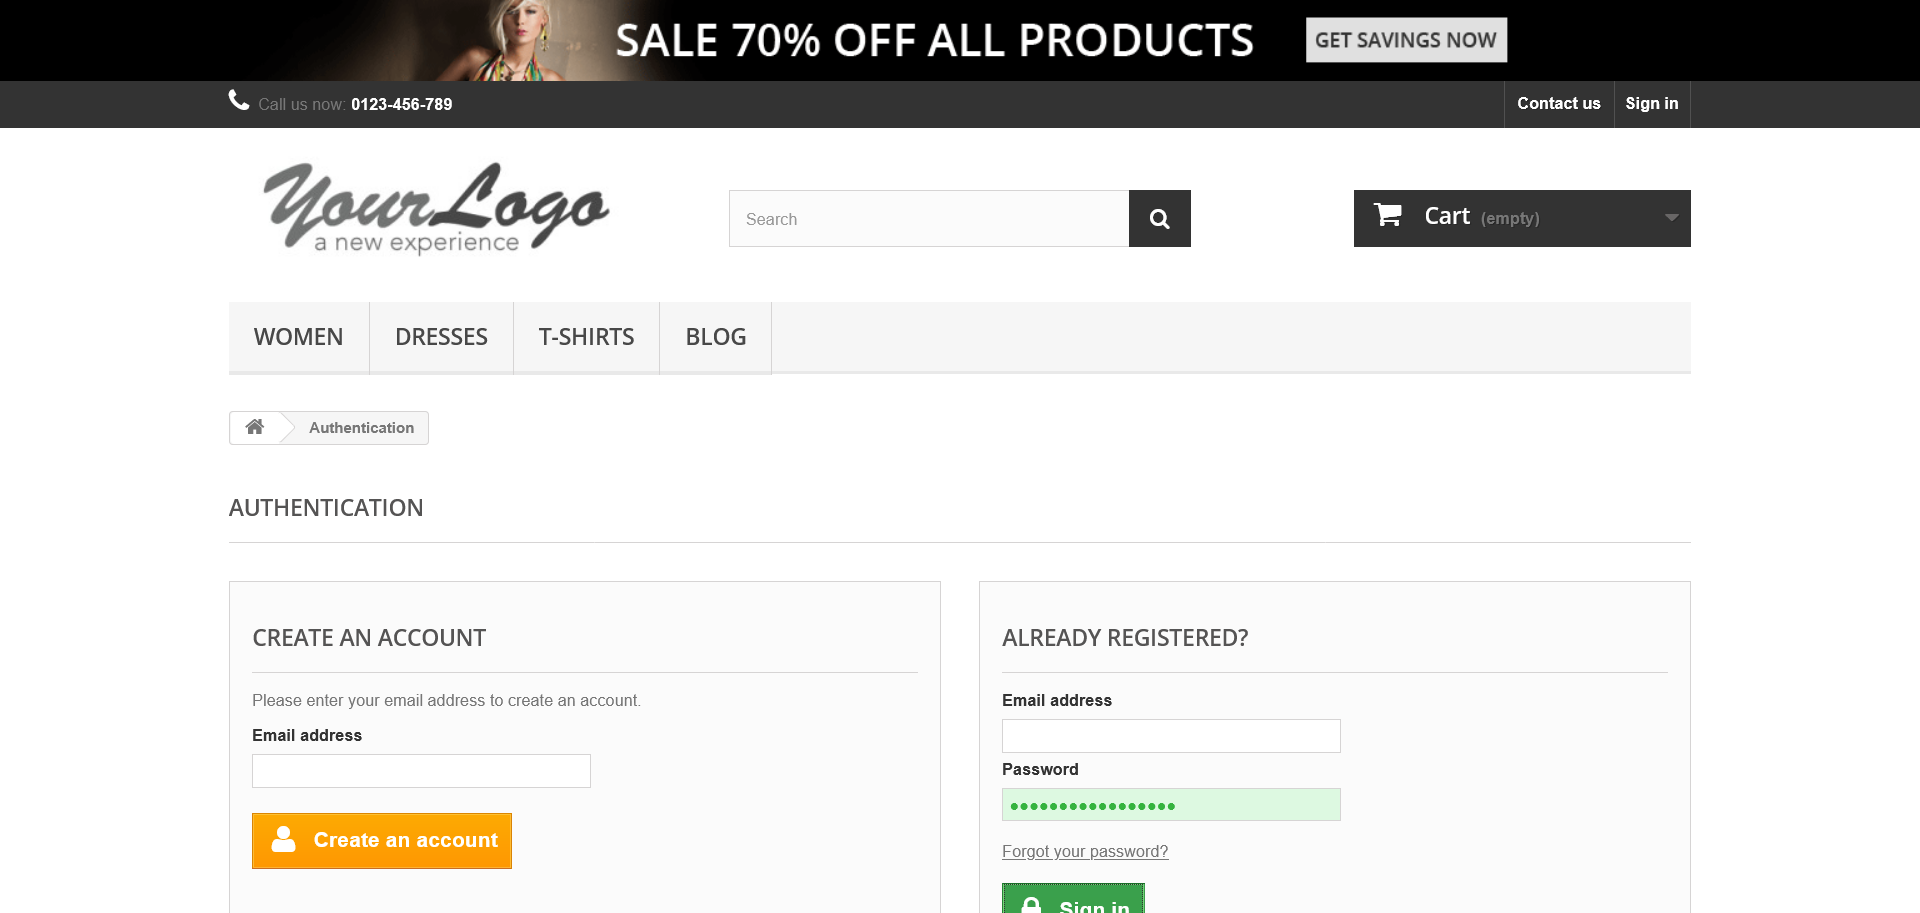 SALE 70% OFF ALL PRODUCTS GET SAVINGS NOW
Call us now: 0123-456-789 Contact us Sign in
YourLogo
a new experience
Search
Cart (empty)
WOMEN DRESSES T-SHIRTS BLOG
Authentication
AUTHENTICATION
CREATE AN ACCOUNT
Please enter your email address to create an account.
Email address
Create an account
ALREADY REGISTERED?
Email address
Password
Forgot your password?
Sign in